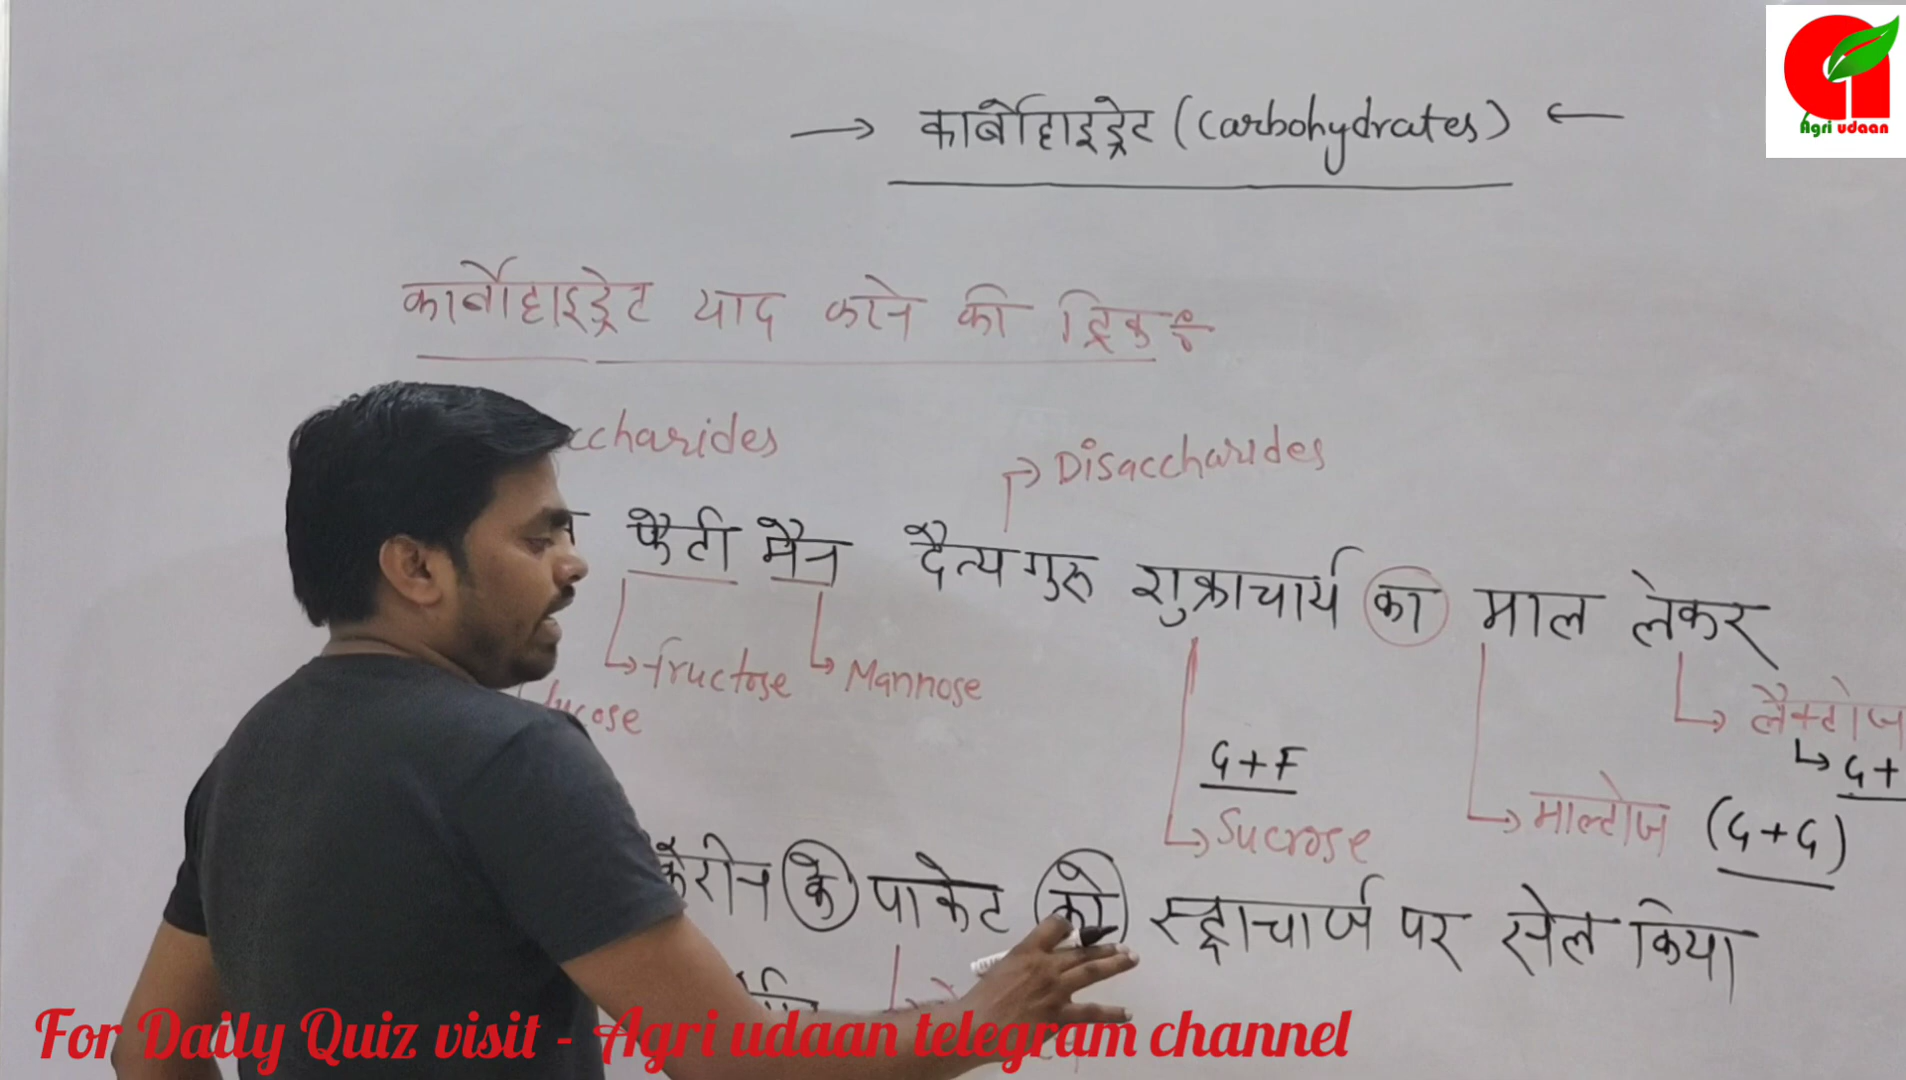 Agri udaan
→ कार्बोहाइड्रेट (Carbohydrates) ←
कार्बोहाइड्रेट याद करने की ट्रिक ÷
ccharides
→ Disaccharides
फैटी मैन दैत्यगुरू शुक्राचार्य का माल लेकर
→ fructose → Mannose
ucose
→ लैक्टोज
→ G+
G+F
→ Sucrose
→ माल्टोज (G+G)
कैरीन के पाकेट को स्ट्राचार्ज पर सेल किया
For Daily Quiz visit - Agri udaan telegram channel